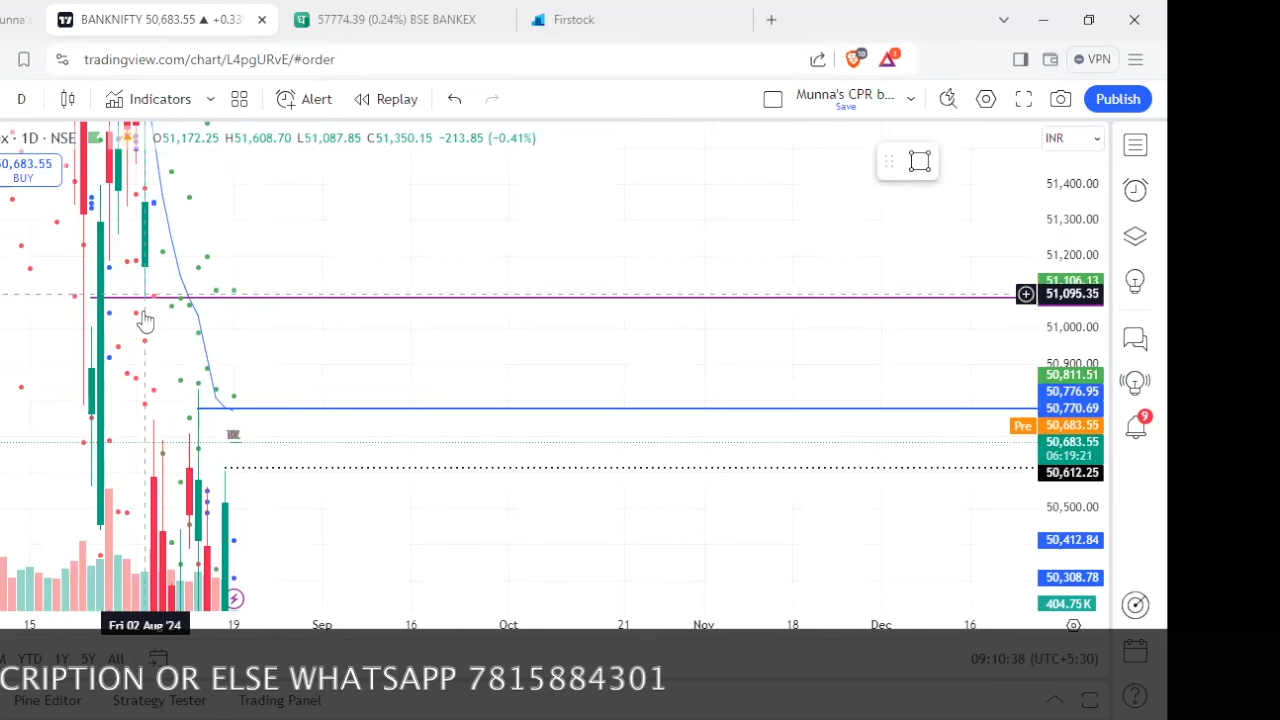 unna's
BANKNIFTY 50,683.55 ▲ +0.33
57774.39 (0.24%) BSE BANKEX
Firstock
tradingview.com/chart/L4pgURvE/#order
10
1
VPN
D
Indicators
Alert
Replay
Munna's CPR b...
Save
Publish
x · 1D · NSE
O51,172.25 H51,608.70 L51,087.85 C51,350.15 −213.85 (−0.41%)
INR
50,683.55
BUY
51,400.00
51,300.00
51,200.00
51,106.13
51,095.35
51,000.00
50,900.00
50,811.51
50,776.95
50,770.69
Pre 50,683.55
50,683.55
06:19:21
50,612.25
50,500.00
50,412.84
50,308.78
404.75K
9
15
Fri 02 Aug '24
19
Sep
16
Oct
21
Nov
18
Dec
16
M YTD 1Y 5Y All
09:10:38 (UTC+5:30)
CRIPTION OR ELSE WHATSAPP 7815884301
Pine Editor
Strategy Tester
Trading Panel